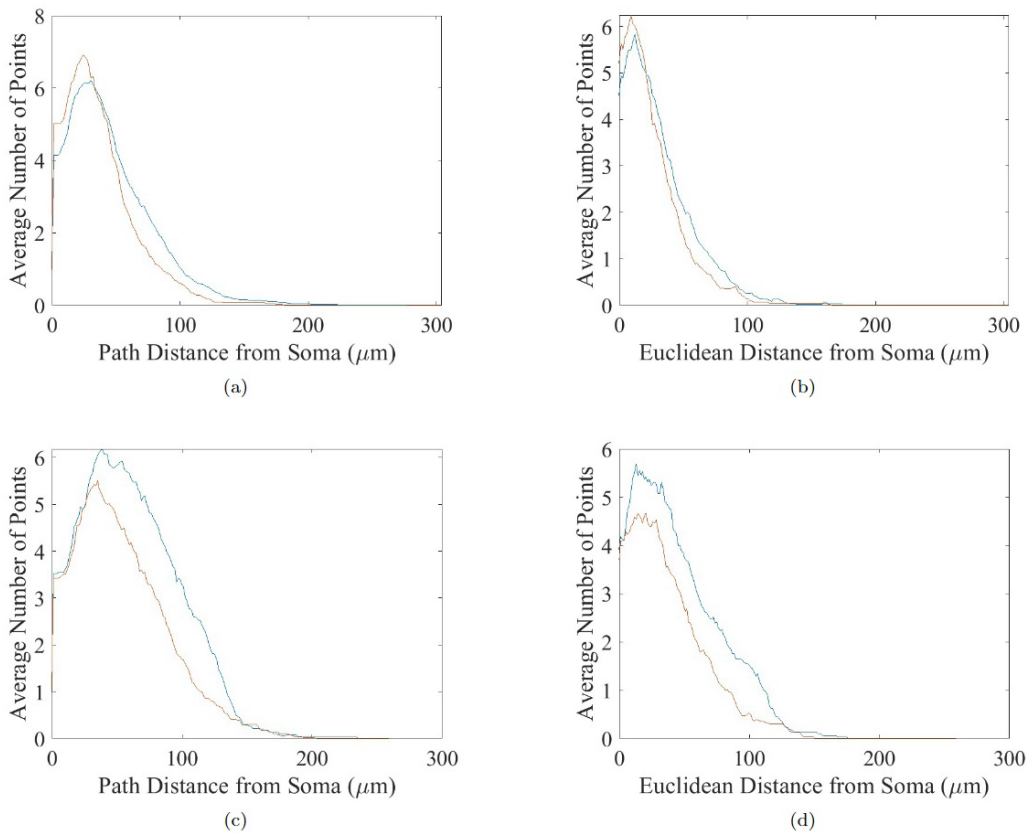 8
6
4
2
0
Average Number of Points
0 100 200 300
Path Distance from Soma (μm)
(a)
6
5
4
3
2
1
0
Average Number of Points
0 100 200 300
Euclidean Distance from Soma (μm)
(b)
6
5
4
3
2
1
0
Average Number of Points
0 100 200 300
Path Distance from Soma (μm)
(c)
6
5
4
3
2
1
0
Average Number of Points
0 100 200 300
Euclidean Distance from Soma (μm)
(d)